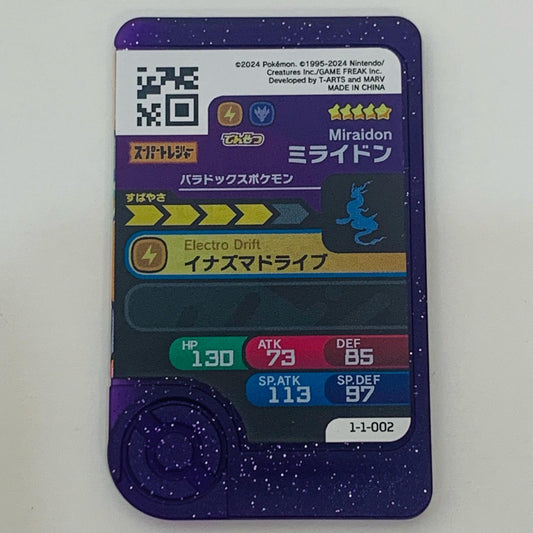 ©2024 Pokémon. ©1995-2024 Nintendo/
Creatures Inc./GAME FREAK inc.
Developed by T-ARTS and MARV
MADE IN CHINA
でんせつ
Miraidon
スーパートレジャー
ミライドン
パラドックスポケモン
すばやさ
Electro Drift
イナズマドライブ
HP
130
ATK
73
DEF
85
SP.ATK
113
SP.DEF
97
1-1-002